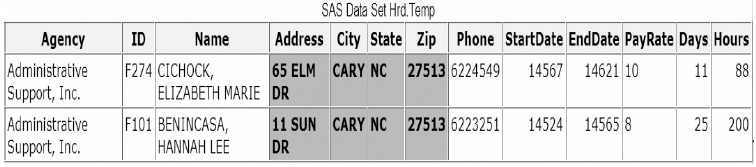 SAS Data Set Hrd.Temp
Agency ID Name Address City State Zip Phone StartDate EndDate PayRate Days Hours
Administrative F274 CICHOCK, 65 ELM CARY NC 27513 6224549 14567 14621 10 11 88
Support, Inc. ELIZABETH MARIE DR
Administrative F101 BENINCASA, 11 SUN CARY NC 27513 6223251 14524 14565 8 25 200
Support, Inc. HANNAH LEE DR